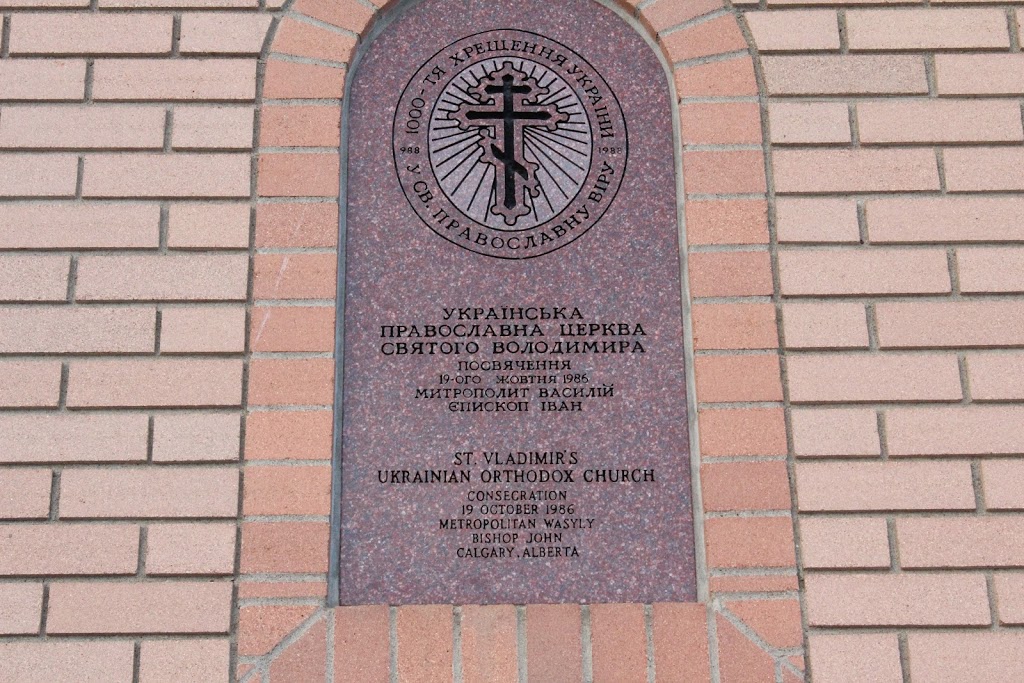 1000-ТЯ ХРЕЩЕННЯ УКРАЇНИ
988 1988
У СВ. ПРАВОСЛАВНУ ВІРУ
УКРАЇНСЬКА
ПРАВОСЛАВНА ЦЕРКВА
СВЯТОГО ВОЛОДИМИРА
ПОСВЯЧЕННЯ
19-ОГО ЖОВТНЯ 1986
МИТРОПОЛИТ ВАСИЛІЙ
ЄПИСКОП ІВАН
ST. VLADIMIR'S
UKRAINIAN ORTHODOX CHURCH
CONSECRATION
19 OCTOBER 1986
METROPOLITAN WASYLY
BISHOP JOHN
CALGARY, ALBERTA